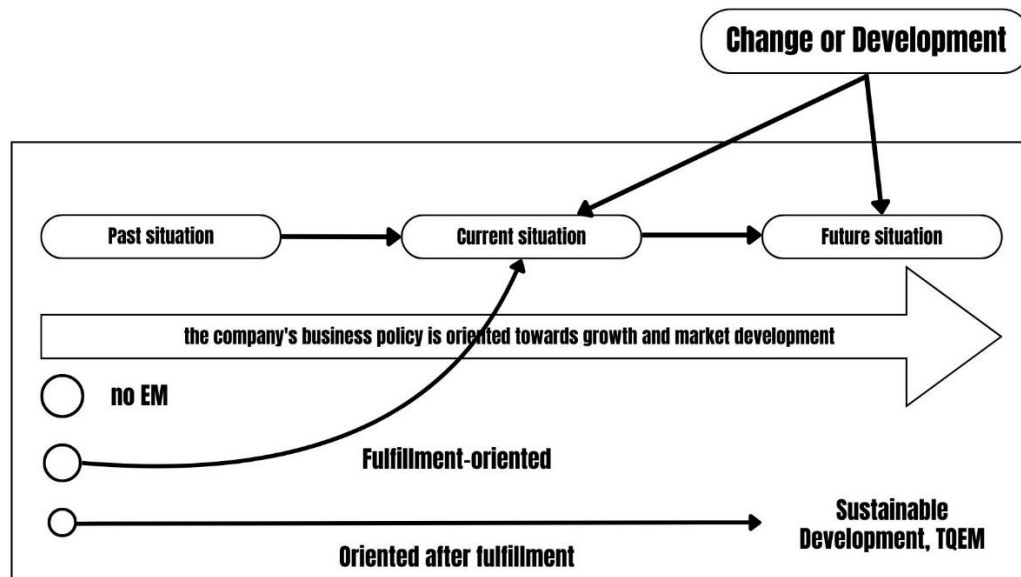 Change or Development
Past situation
Current situation
Future situation
the company's business policy is oriented towards growth and market development
no EM
Fulfillment-oriented
Oriented after fulfillment
Sustainable
Development, TQEM